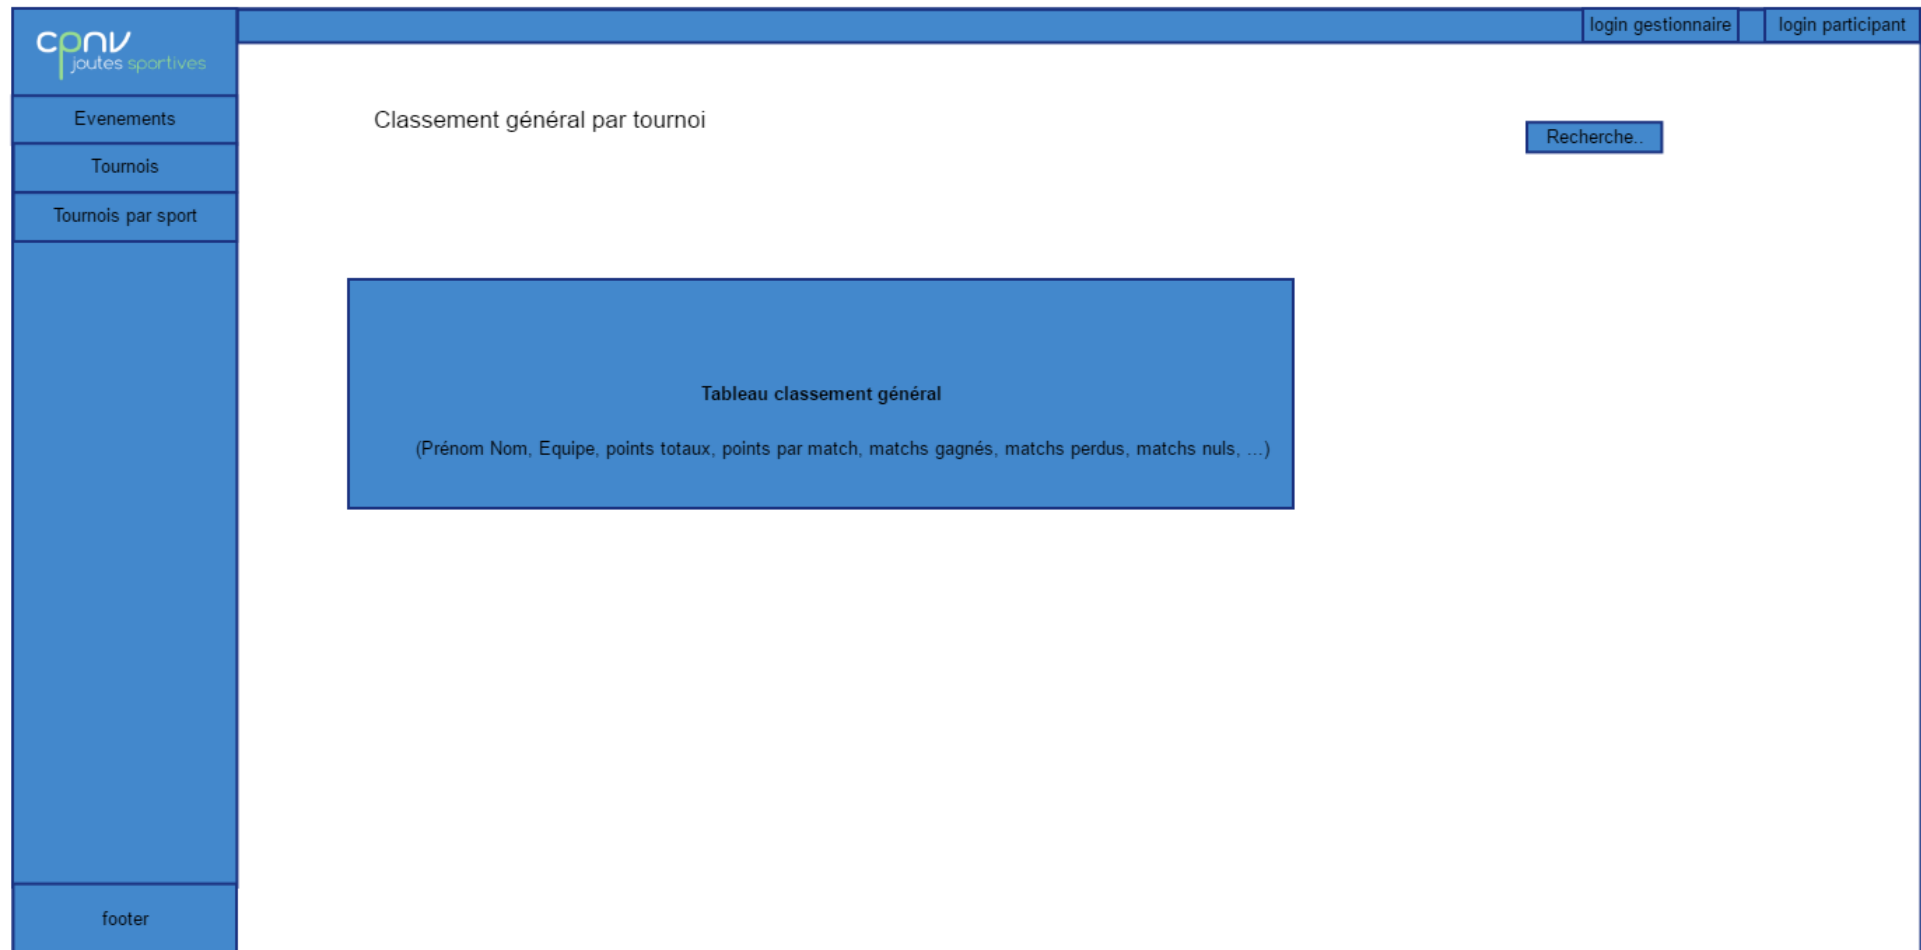 cpnv
joutes sportives
login gestionnaire
login participant
Evenements
Tournois
Tournois par sport
Classement général par tournoi
Recherche..
Tableau classement général
(Prénom Nom, Equipe, points totaux, points par match, matchs gagnés, matchs perdus, matchs nuls, ...)
footer